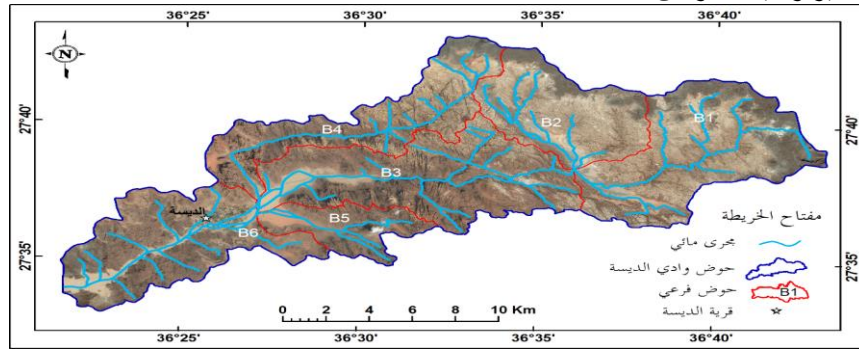 36°25' 36°30' 36°35' 36°40'
27°40' 27°40'
27°35' 27°35'
N
B1
B2
B3
B4
B5
B6
الديسة
مفتاح الخريطة
مجرى مائي
حوض وادي الديسة
حوض فرعي B1
قرية الديسة
0 2 4 6 8 10 Km
36°25' 36°30' 36°35' 36°40'